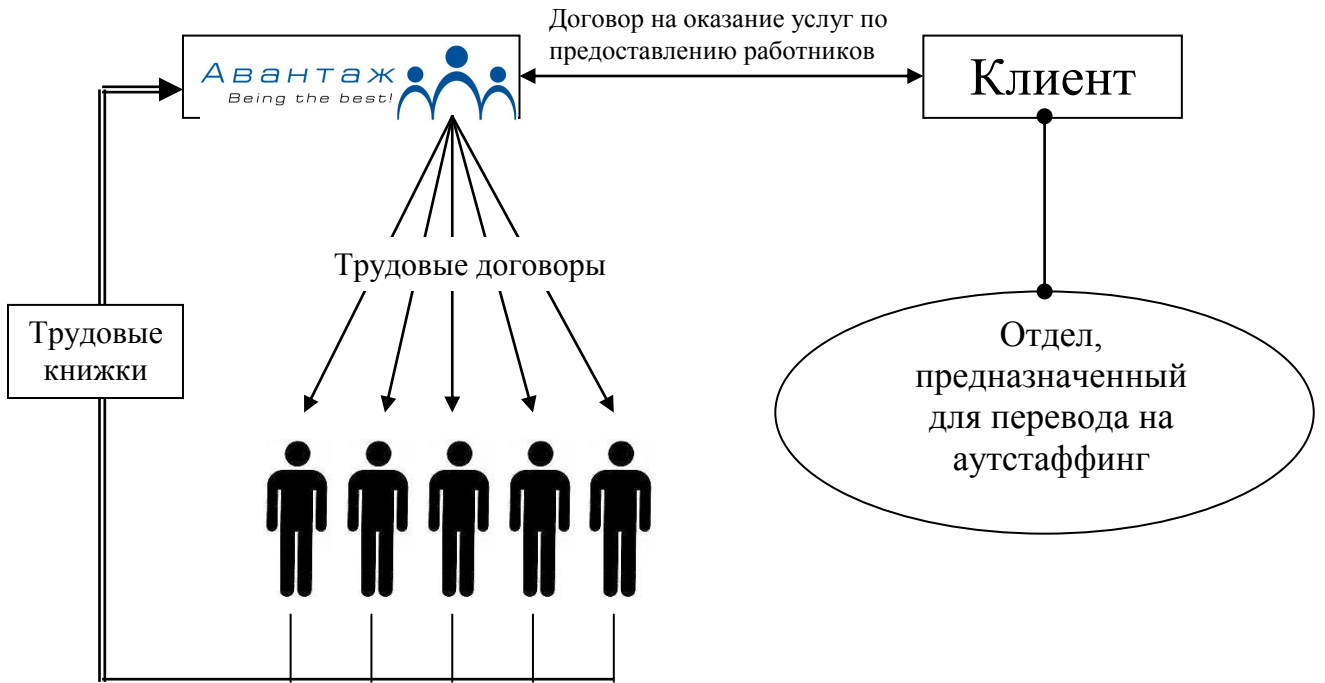 Договор на оказание услуг по
предоставлению работников
Авантаж
Being the best!
Клиент
Трудовые договоры
Трудовые
книжки
Отдел,
предназначенный
для перевода на
аутстаффинг